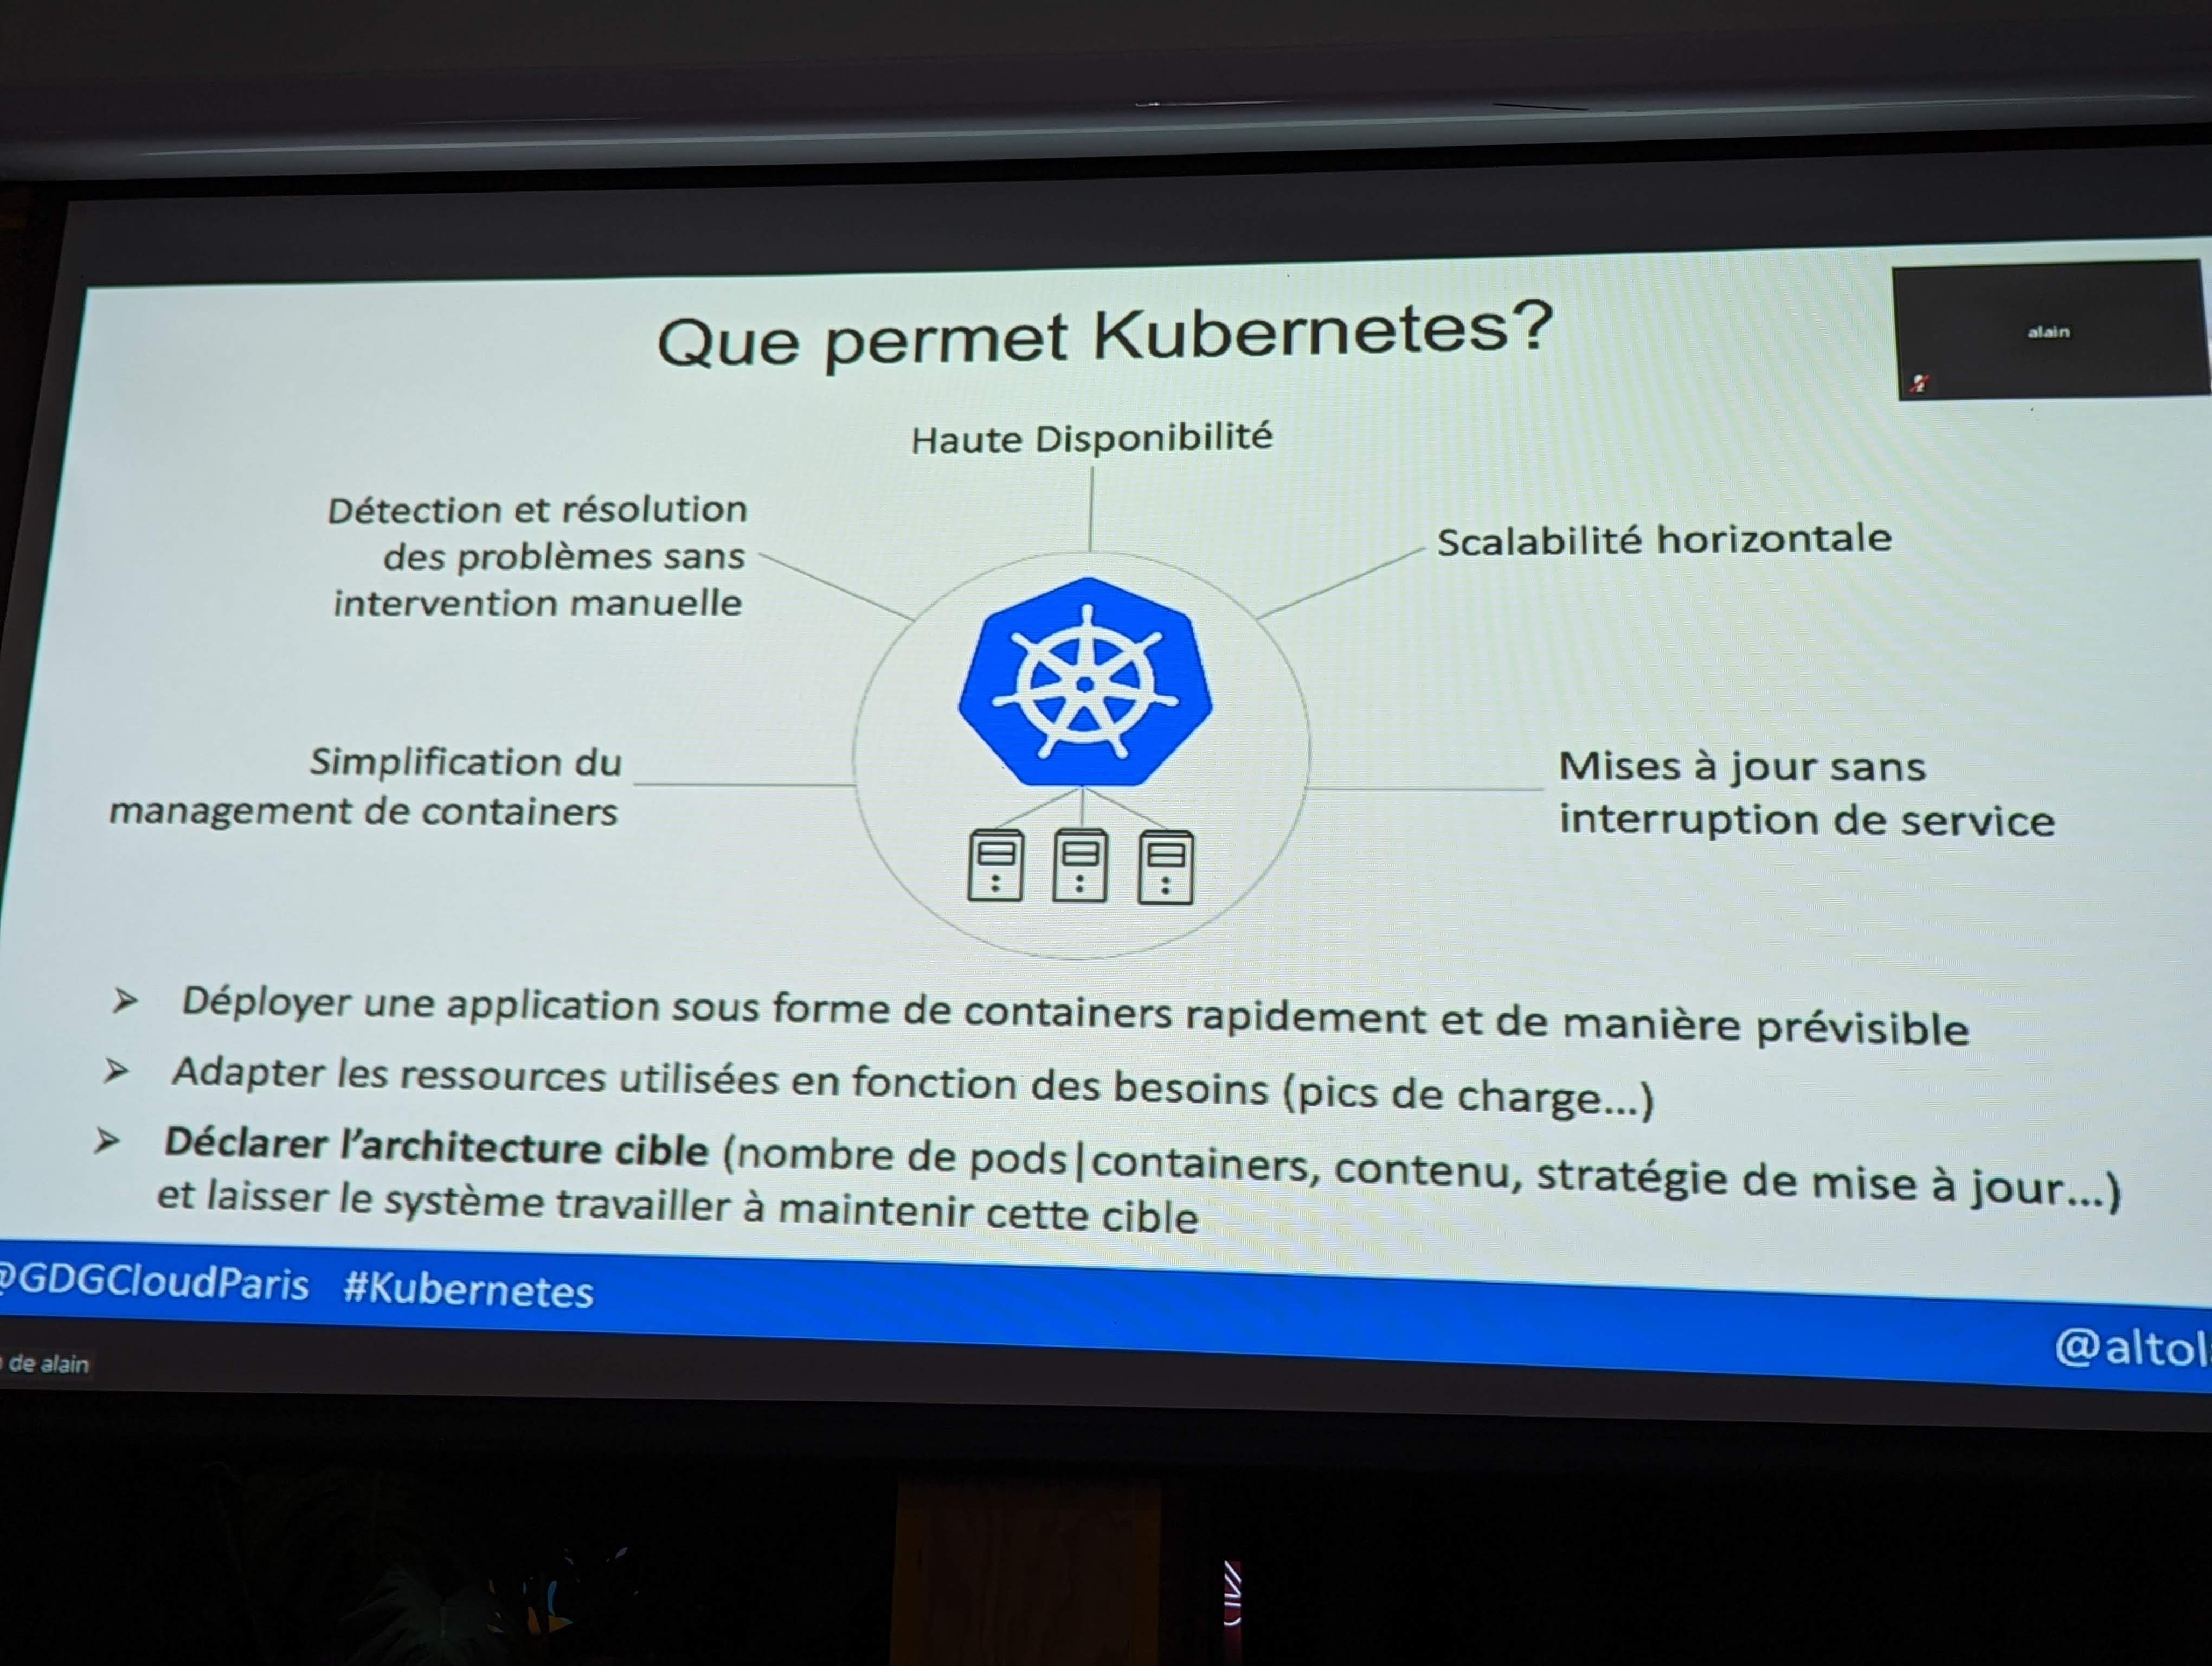 Que permet Kubernetes?
alain
Haute Disponibilité
Détection et résolution
des problèmes sans
intervention manuelle
Scalabilité horizontale
Simplification du
management de containers
Mises à jour sans
interruption de service
➢ Déployer une application sous forme de containers rapidement et de manière prévisible
➢ Adapter les ressources utilisées en fonction des besoins (pics de charge...)
➢ Déclarer l'architecture cible (nombre de pods|containers, contenu, stratégie de mise à jour...)
et laisser le système travailler à maintenir cette cible
@GDGCloudParis #Kubernetes
@altol
de alain